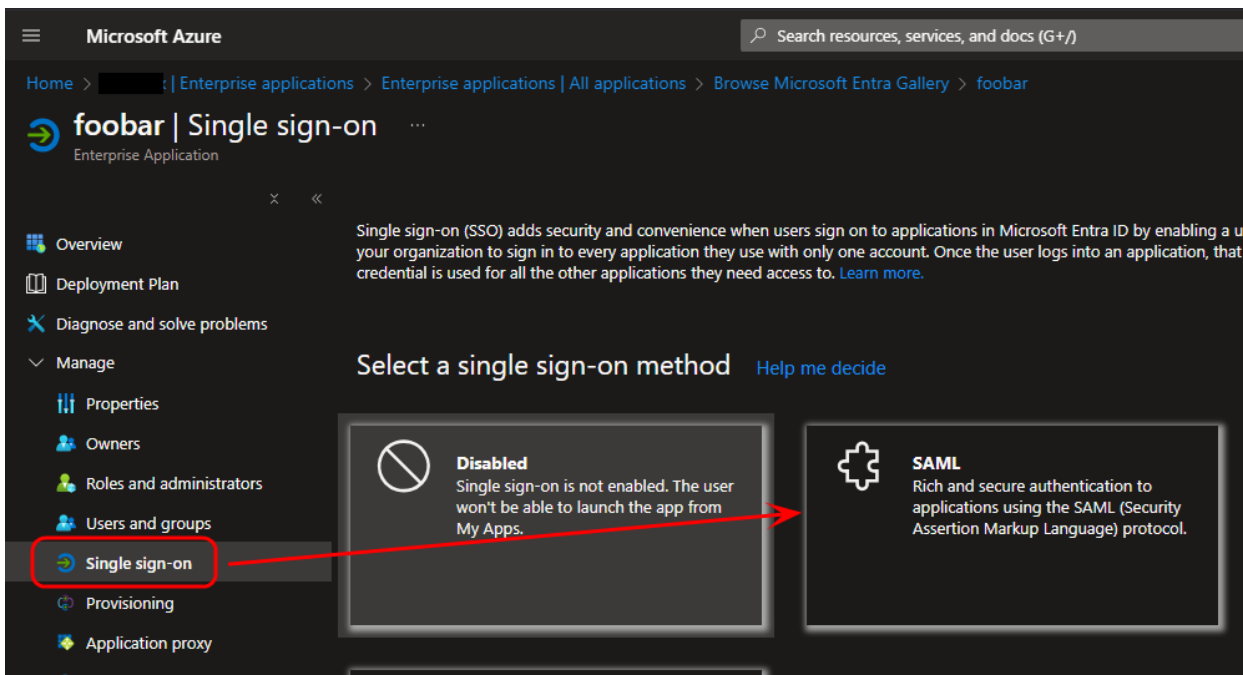 Microsoft Azure
Search resources, services, and docs (G+/)
Home > | Enterprise applications > Enterprise applications | All applications > Browse Microsoft Entra Gallery > foobar
foobar | Single sign-on ...
Enterprise Application
Single sign-on (SSO) adds security and convenience when users sign on to applications in Microsoft Entra ID by enabling a u
your organization to sign in to every application they use with only one account. Once the user logs into an application, that
credential is used for all the other applications they need access to. Learn more.
Overview
Deployment Plan
Diagnose and solve problems
Manage
Properties
Owners
Roles and administrators
Users and groups
Single sign-on
Provisioning
Application proxy
Select a single sign-on method Help me decide
Disabled
Single sign-on is not enabled. The user
won't be able to launch the app from
My Apps.
SAML
Rich and secure authentication to
applications using the SAML (Security
Assertion Markup Language) protocol.